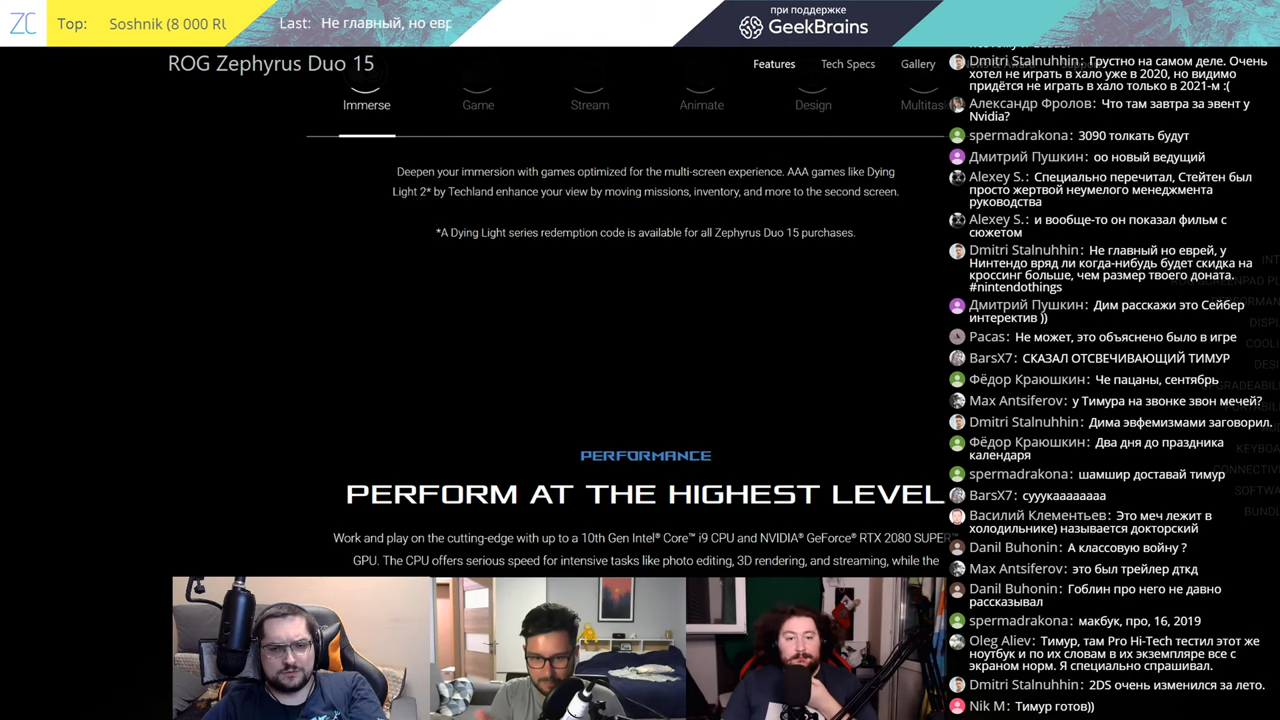 ZC
Top: Soshnik (8 000 RU
Last: Не главный, но евр
при поддержке
GeekBrains
ROG Zephyrus Duo 15
Features Tech Specs Gallery
Immerse Game Stream Animate Design Multitas
Deepen your immersion with games optimized for the multi-screen experience. AAA games like Dying
Light 2* by Techland enhance your view by moving missions, inventory, and more to the second screen.
*A Dying Light series redemption code is available for all Zephyrus Duo 15 purchases.
PERFORMANCE
PERFORM AT THE HIGHEST LEVEL
Work and play on the cutting-edge with up to a 10th Gen Intel® Core™ i9 CPU and NVIDIA® GeForce® RTX 2080 SUPER™
GPU. The CPU offers serious speed for intensive tasks like photo editing, 3D rendering, and streaming, while the
Dmitri Stalnuhhin: Грустно на самом деле. Очень
хотел не играть в хало уже в 2020, но видимо
придётся не играть в хало только в 2021-м :(
Александр Фролов: Что там завтра за эвент у
Nvidia?
spermadrakona: 3090 толкать будут
Дмитрий Пушкин: оо новый ведущий
Alexey S.: Специально перечитал, Стейтен был
просто жертвой неумелого менеджмента
руководства
Alexey S.: и вообще-то он показал фильм с
сюжетом
Dmitri Stalnuhhin: Не главный но еврей, у
Нинтендо вряд ли когда-нибудь будет скидка на
кроссинг больше, чем размер твоего доната.
#nintendothings
Дмитрий Пушкин: Дим расскажи это Сейбер
интеректив ))
Pacas: Не может, это объяснено было в игре
BarsX7: СКАЗАЛ ОТСВЕЧИВАЮЩИЙ ТИМУР
Фёдор Краюшкин: Че пацаны, сентябрь
Max Antsiferov: у Тимура на звонке звон мечей?
Dmitri Stalnuhhin: Дима эвфемизмами заговорил.
Фёдор Краюшкин: Два дня до праздника
календаря
spermadrakona: шамшир доставай тимур
BarsX7: сууукаааааааа
Василий Клементьев: Это меч лежит в
холодильнике) называется докторский
Danil Buhonin: А классовую войну ?
Max Antsiferov: это был трейлер дткд
Danil Buhonin: Гоблин про него не давно
рассказывал
spermadrakona: макбук, про, 16, 2019
Oleg Aliev: Тимур, там Pro Hi-Tech тестил этот же
ноутбук и по их словам в их экземпляре все с
экраном норм. Я специально спрашивал.
Dmitri Stalnuhhin: 2DS очень изменился за лето.
Nik M: Тимур готов))